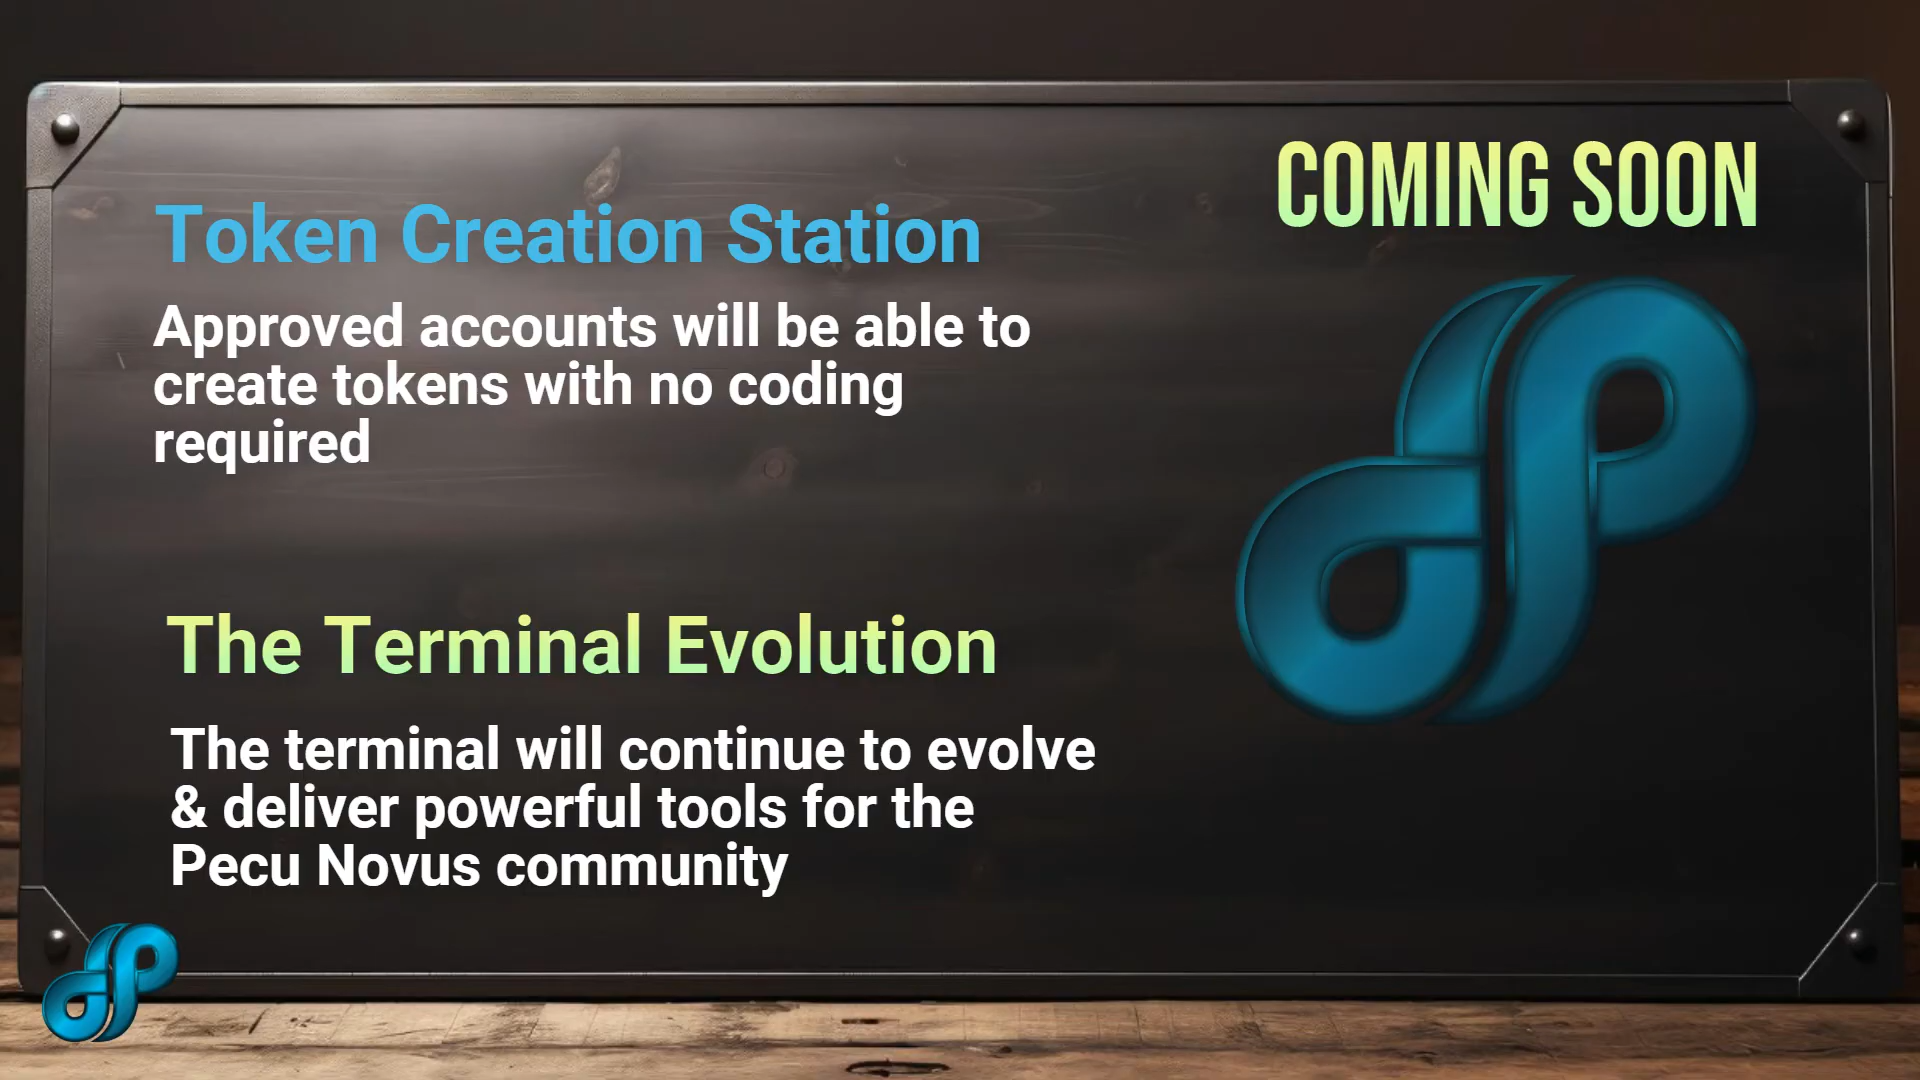 COMING SOON
Token Creation Station
Approved accounts will be able to
create tokens with no coding
required
The Terminal Evolution
The terminal will continue to evolve
& deliver powerful tools for the
Pecu Novus community